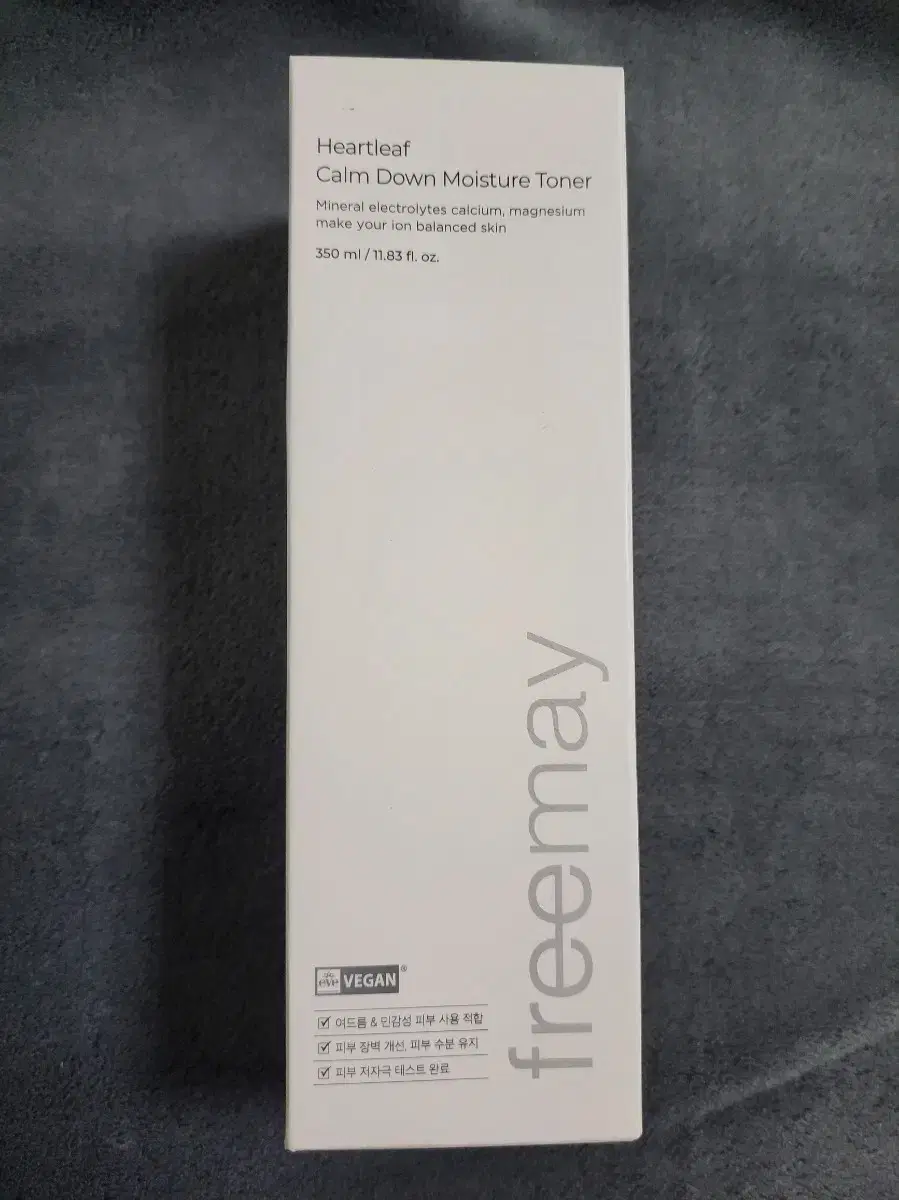 Heartleaf
Calm Down Moisture Toner
Mineral electrolytes calcium, magnesium
make your ion balanced skin
350 ml / 11.83 fl. oz.
freemay
eve VEGAN®
여드름 & 민감성 피부 사용 적합
피부 장벽 개선, 피부 수분 유지
피부 저자극 테스트 완료